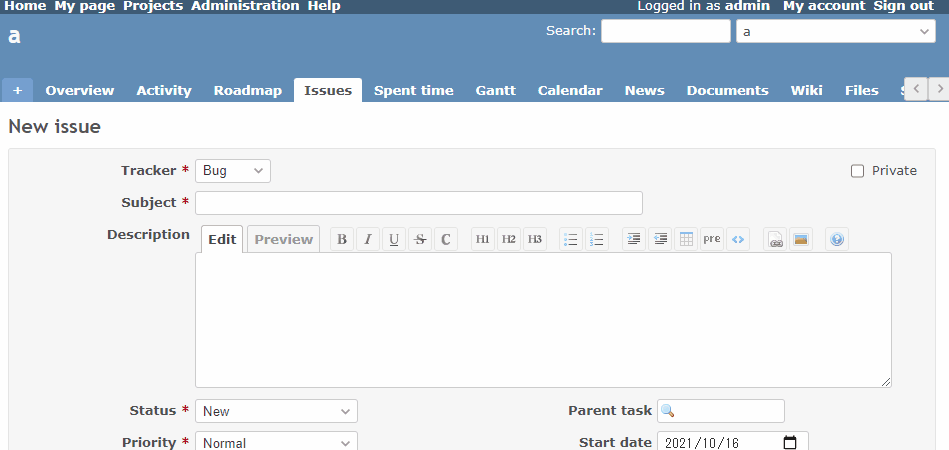 Home My page Projects Administration Help Logged in as admin My account Sign out
a Search: a
+ Overview Activity Roadmap Issues Spent time Gantt Calendar News Documents Wiki Files
New issue
Tracker * Bug Private
Subject *
Description Edit Preview B I U S C H1 H2 H3 pre
Status * New Parent task
Priority * Normal Start date 2021/10/16